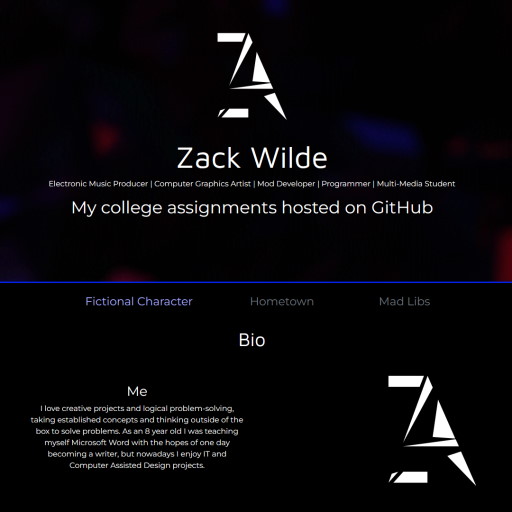 Zack Wilde
Electronic Music Producer | Computer Graphics Artist | Mod Developer | Programmer | Multi-Media Student
My college assignments hosted on GitHub
Fictional Character
Hometown
Mad Libs
Bio
Me
I love creative projects and logical problem-solving,
taking established concepts and thinking outside of the
box to solve problems. As an 8 year old I was teaching
myself Microsoft Word with the hopes of one day
becoming a writer, but nowadays I enjoy IT and
Computer Assisted Design projects.